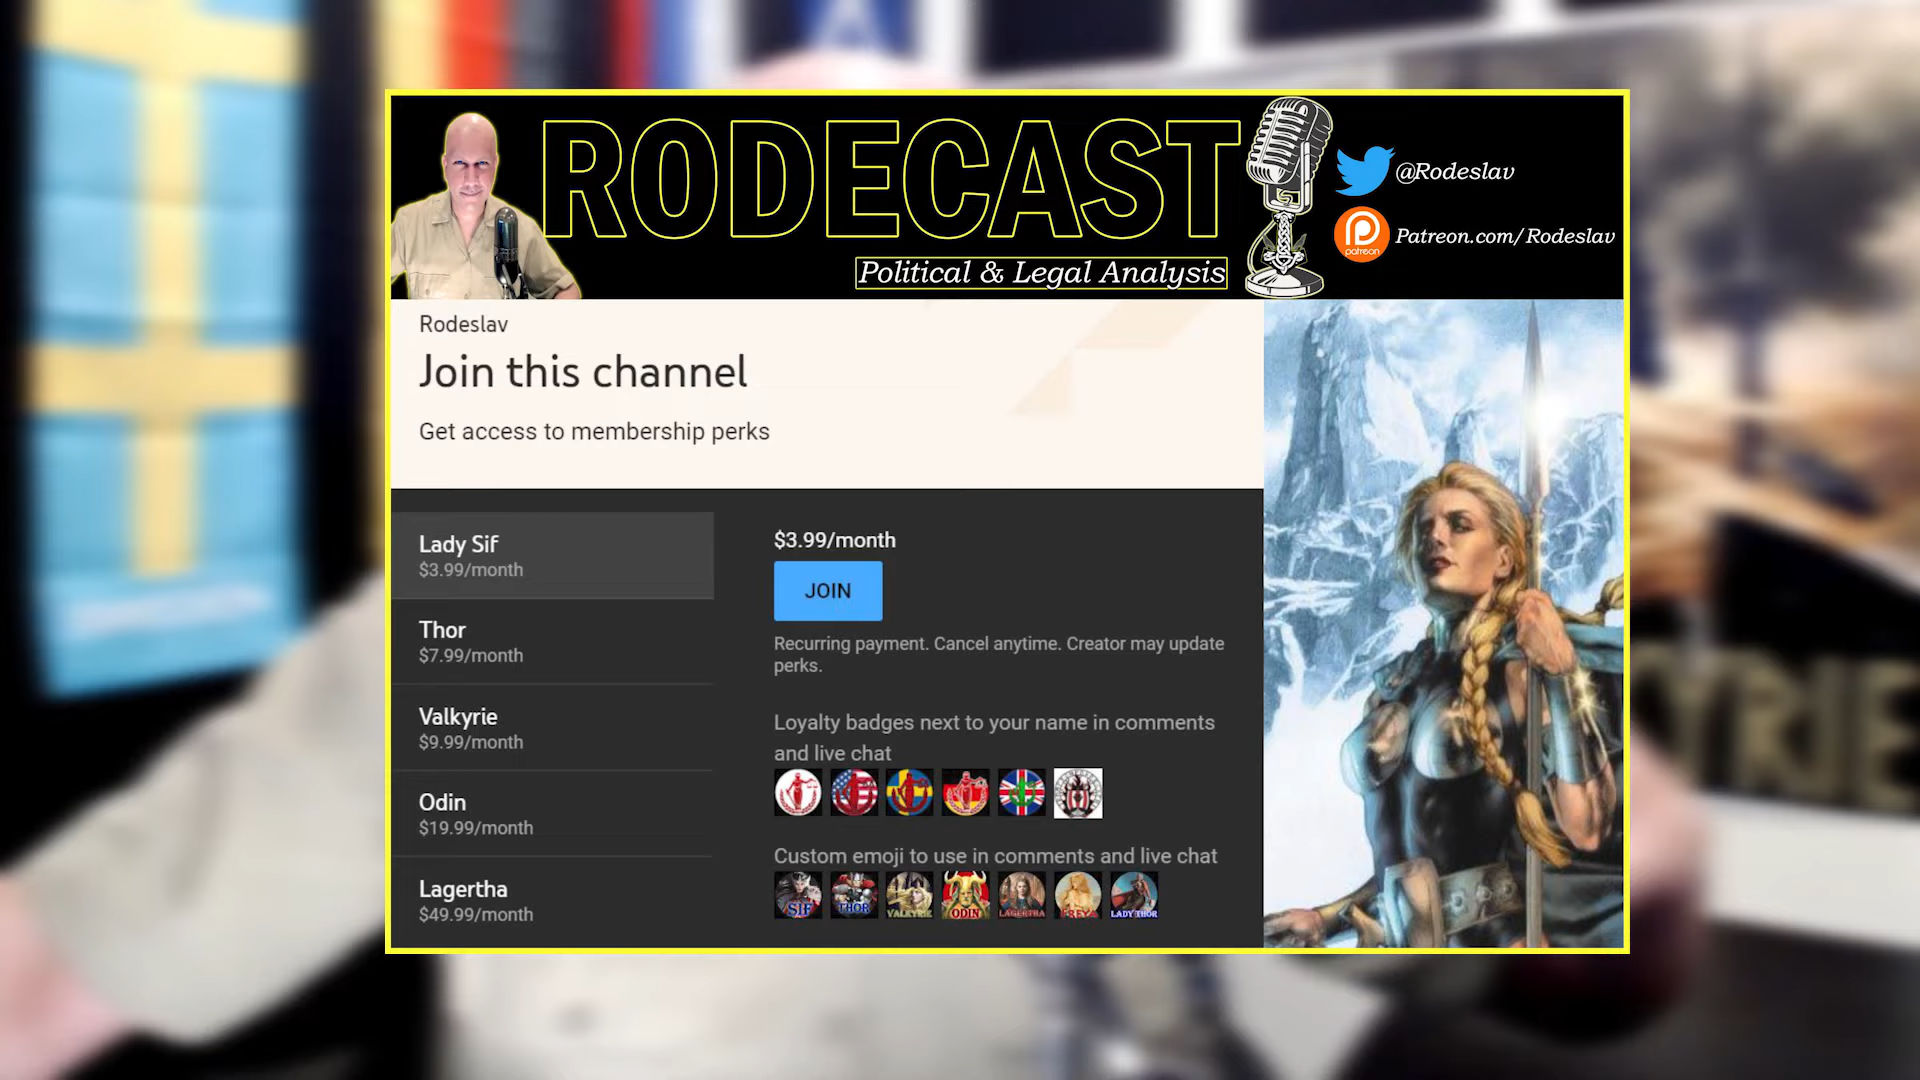 RODECAST
Political & Legal Analysis
@Rodeslav
patreon
Patreon.com/Rodeslav
Rodeslav
Join this channel
Get access to membership perks
Lady Sif
$3.99/month
Thor
$7.99/month
Valkyrie
$9.99/month
Odin
$19.99/month
Lagertha
$49.99/month
$3.99/month
JOIN
Recurring payment. Cancel anytime. Creator may update
perks.
Loyalty badges next to your name in comments
and live chat
Custom emoji to use in comments and live chat
SIF
THOR
VALKYRIE
ODIN
LAGERTHA
FREYA
LADY THOR